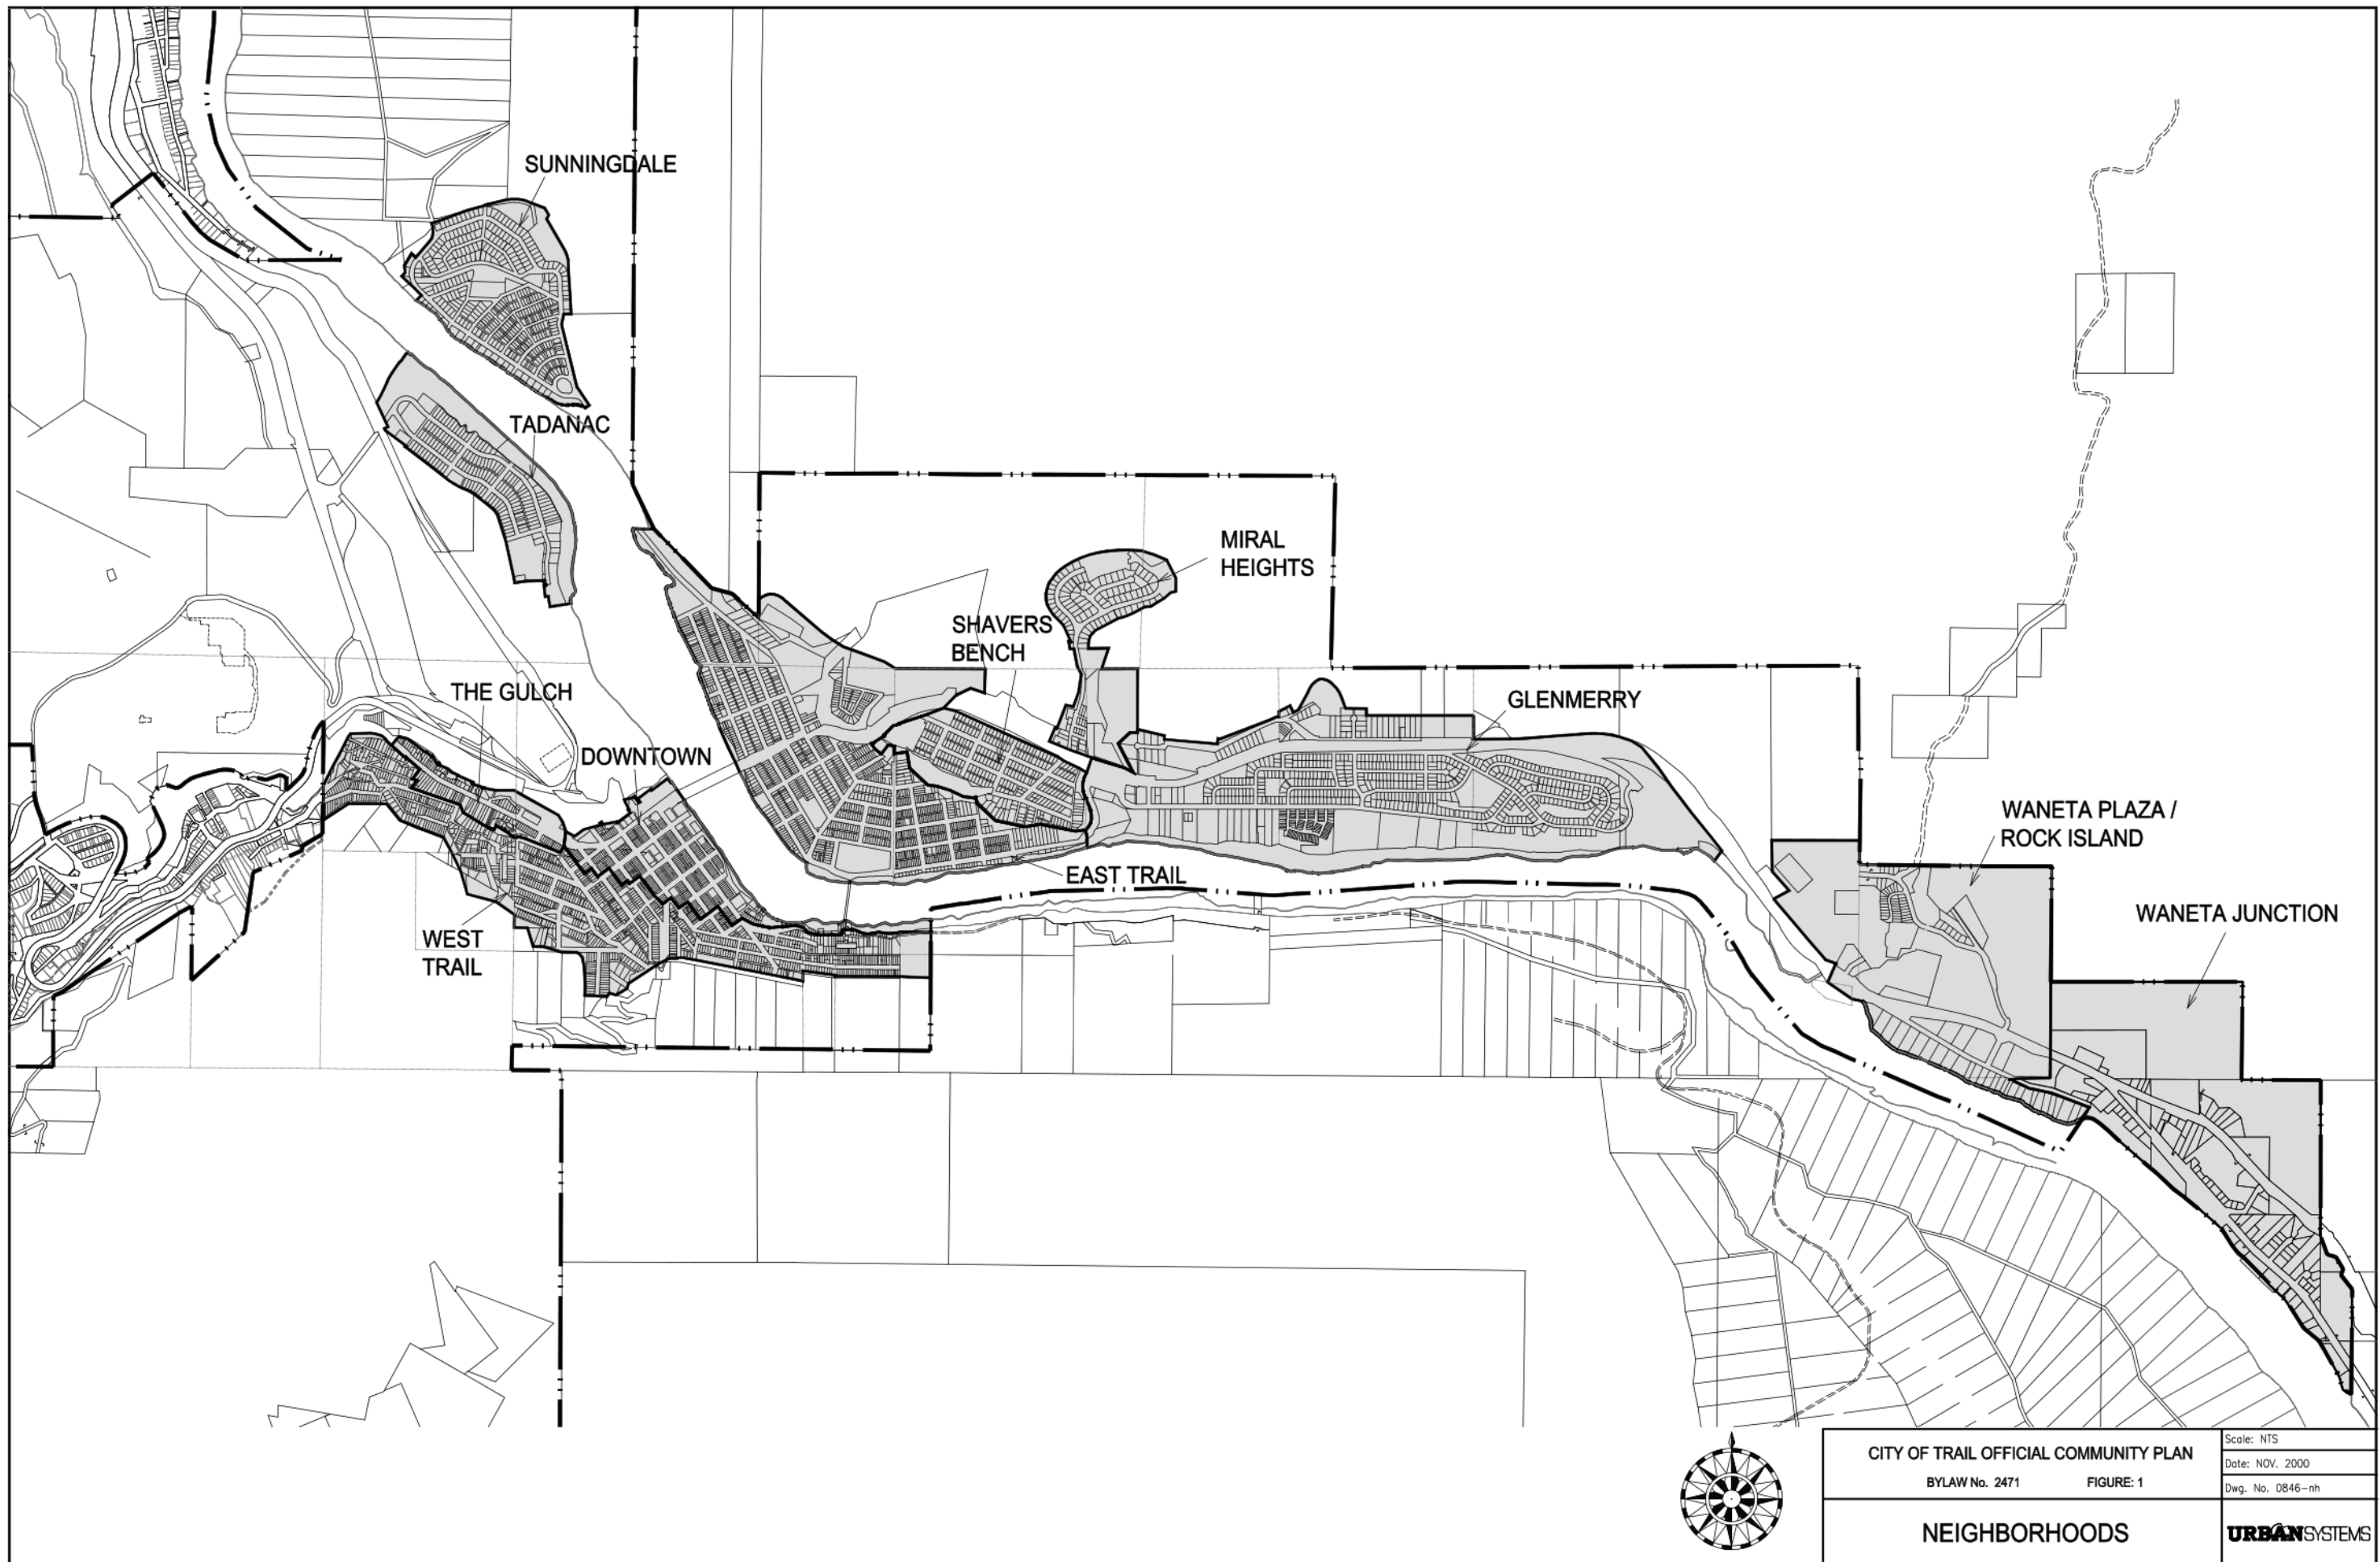 SUNNINGDALE
TADANAC
MIRAL
HEIGHTS
SHAVERS
BENCH
THE GULCH
GLENMERRY
DOWNTOWN
WANETA PLAZA /
ROCK ISLAND
EAST TRAIL
WANETA JUNCTION
WEST
TRAIL
CITY OF TRAIL OFFICIAL COMMUNITY PLAN
BYLAW No. 2471 FIGURE: 1
NEIGHBORHOODS
Scale: NTS
Date: NOV. 2000
Dwg. No. 0846-nh
URBAN SYSTEMS